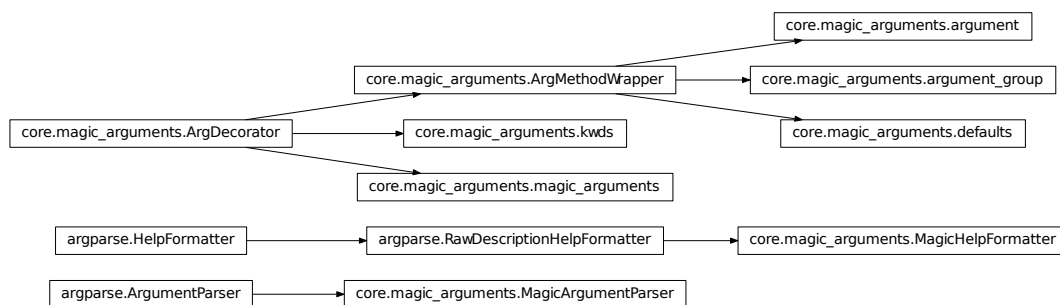 core.magic_arguments.argument
core.magic_arguments.ArgMethodWrapper
core.magic_arguments.argument_group
core.magic_arguments.ArgDecorator
core.magic_arguments.kwds
core.magic_arguments.defaults
core.magic_arguments.magic_arguments
argparse.HelpFormatter
argparse.RawDescriptionHelpFormatter
core.magic_arguments.MagicHelpFormatter
argparse.ArgumentParser
core.magic_arguments.MagicArgumentParser